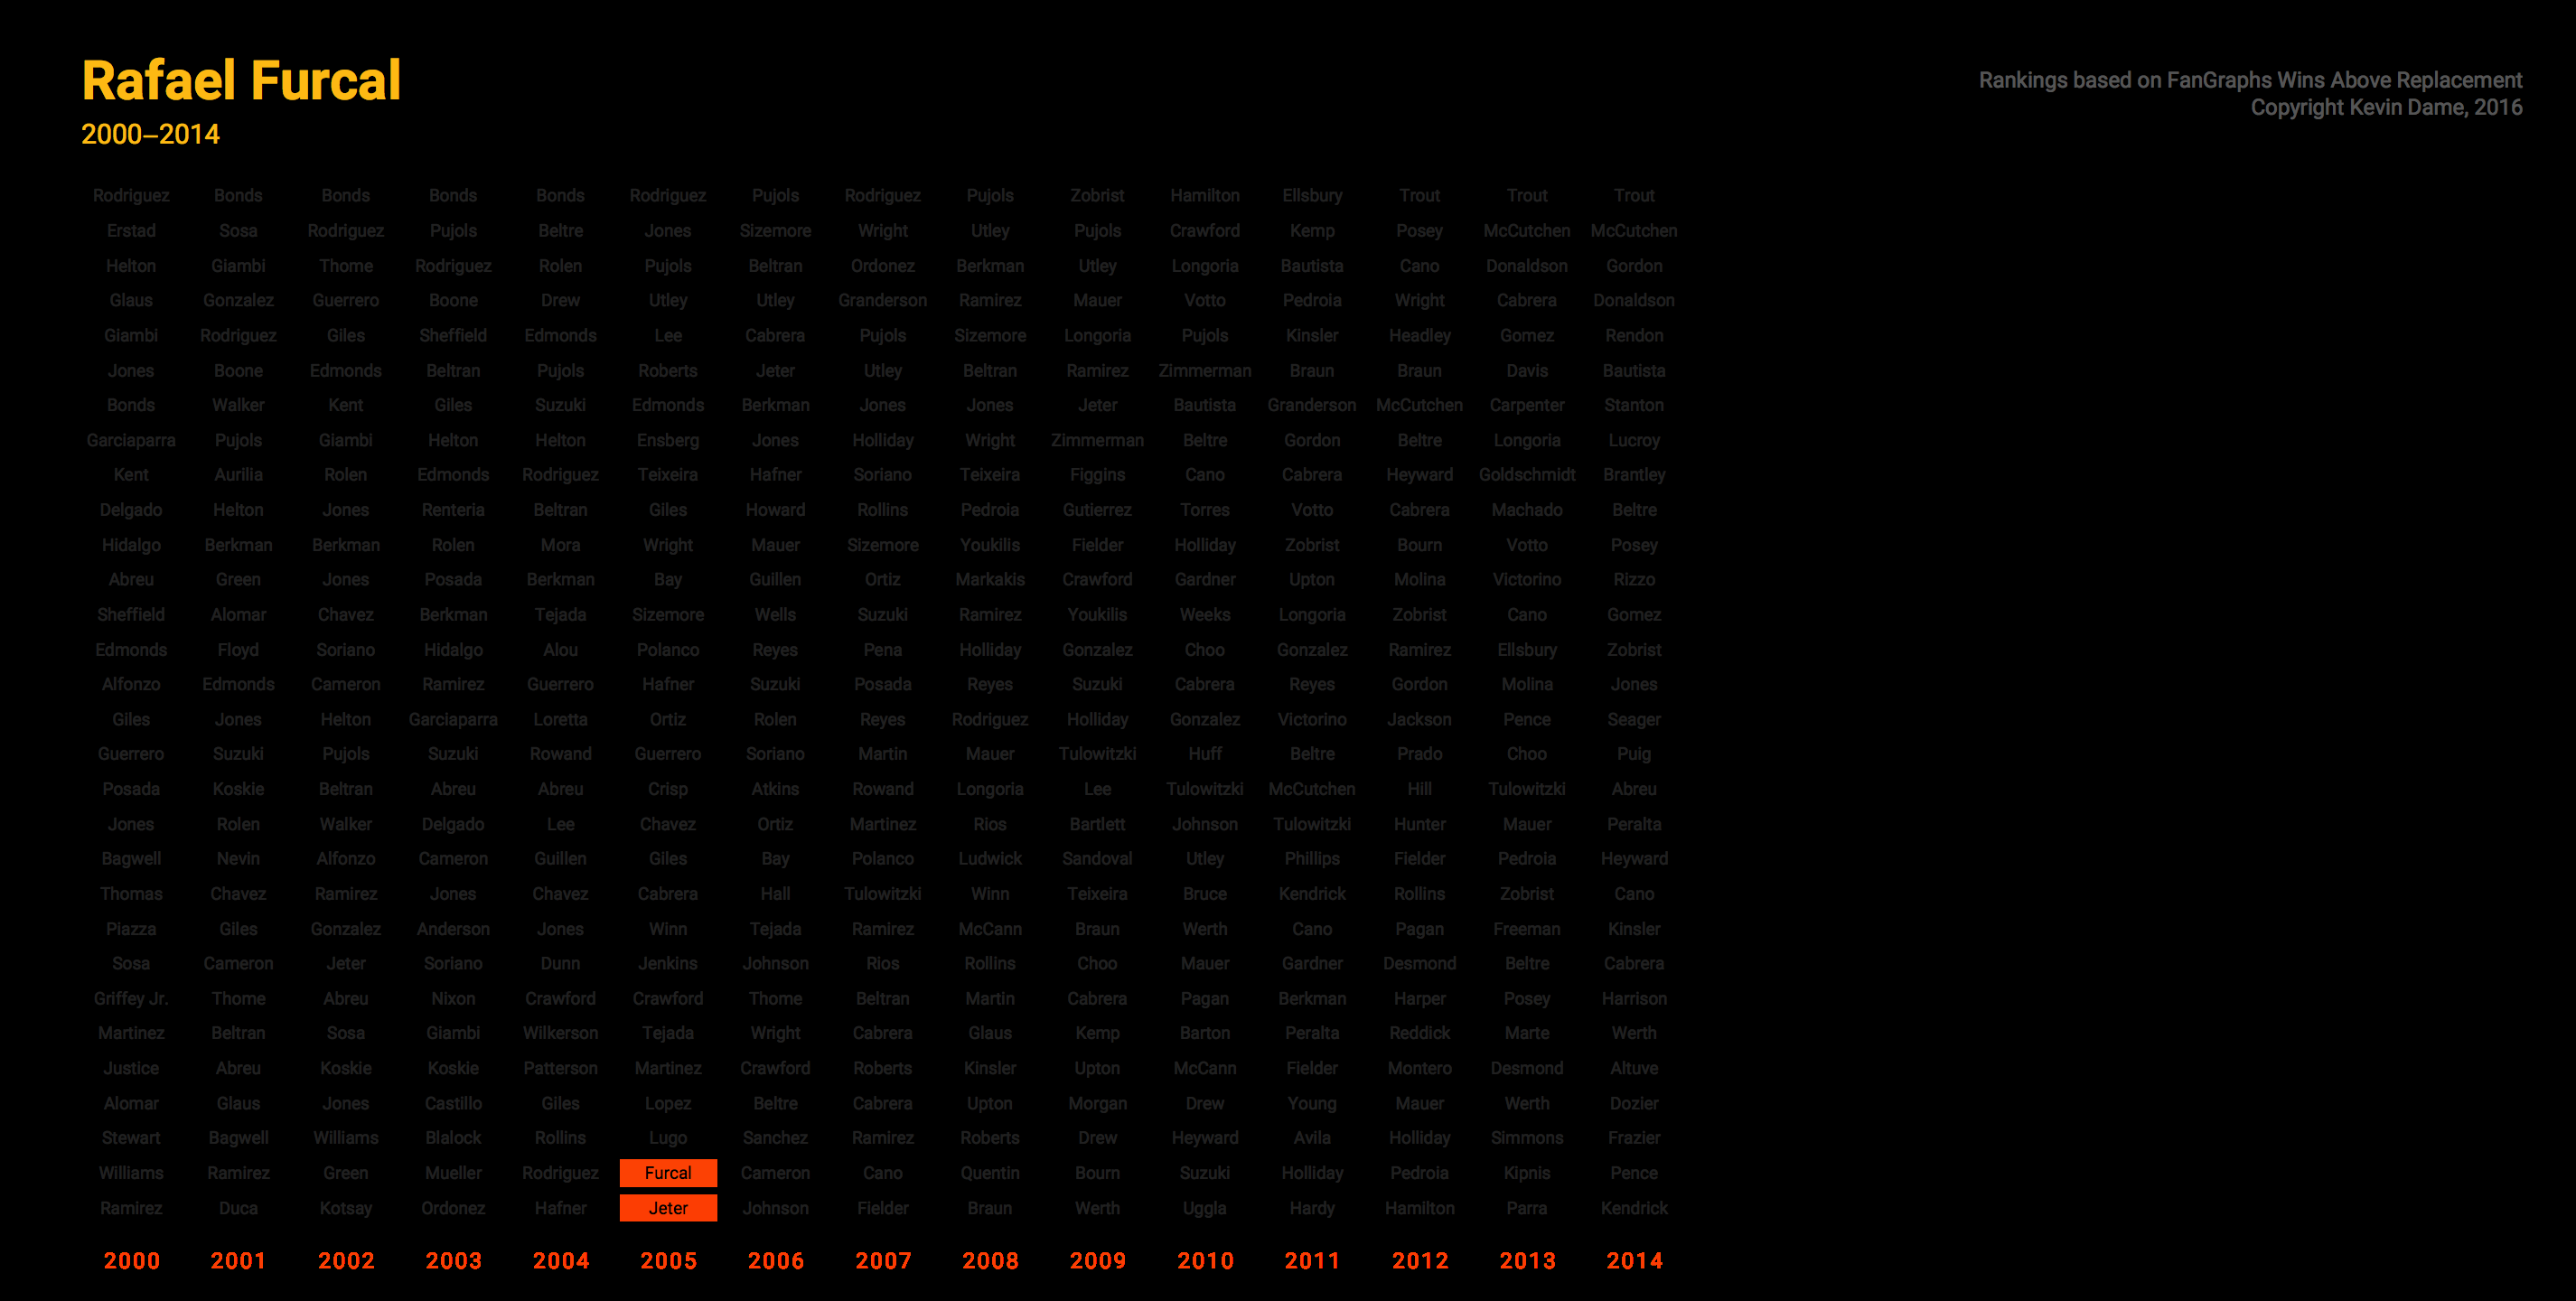 Rafael Furcal
2000–2014
Rankings based on FanGraphs Wins Above Replacement
Copyright Kevin Dame, 2016
Rodriguez Bonds Bonds Bonds Bonds Rodriguez Pujols Rodriguez Pujols Zobrist Hamilton Ellsbury Trout Trout Trout
Erstad Sosa Rodriguez Pujols Beltre Jones Sizemore Wright Utley Pujols Crawford Kemp Posey McCutchen McCutchen
Helton Giambi Thome Rodriguez Rolen Pujols Beltran Ordonez Berkman Utley Longoria Bautista Cano Donaldson Gordon
Glaus Gonzalez Guerrero Boone Drew Utley Utley Granderson Ramirez Mauer Votto Pedroia Wright Cabrera Donaldson
Giambi Rodriguez Giles Sheffield Edmonds Lee Cabrera Pujols Sizemore Longoria Pujols Kinsler Headley Gomez Rendon
Jones Boone Edmonds Beltran Pujols Roberts Jeter Utley Beltran Ramirez Zimmerman Braun Braun Davis Bautista
Bonds Walker Kent Giles Suzuki Edmonds Berkman Jones Jones Jeter Bautista Granderson McCutchen Carpenter Stanton
Garciaparra Pujols Giambi Helton Helton Ensberg Jones Holliday Wright Zimmerman Beltre Gordon Beltre Longoria Lucroy
Kent Aurilia Rolen Edmonds Rodriguez Teixeira Hafner Soriano Teixeira Figgins Cano Cabrera Heyward Goldschmidt Brantley
Delgado Helton Jones Renteria Beltran Giles Howard Rollins Pedroia Gutierrez Torres Votto Cabrera Machado Beltre
Hidalgo Berkman Berkman Rolen Mora Wright Mauer Sizemore Youkilis Fielder Holliday Zobrist Bourn Votto Posey
Abreu Green Jones Posada Berkman Bay Guillen Ortiz Markakis Crawford Gardner Upton Molina Victorino Rizzo
Sheffield Alomar Chavez Berkman Tejada Sizemore Wells Suzuki Ramirez Youkilis Weeks Longoria Zobrist Cano Gomez
Edmonds Floyd Soriano Hidalgo Alou Polanco Reyes Pena Holliday Gonzalez Choo Gonzalez Ramirez Ellsbury Zobrist
Alfonzo Edmonds Cameron Ramirez Guerrero Hafner Suzuki Posada Reyes Suzuki Cabrera Reyes Gordon Molina Jones
Giles Jones Helton Garciaparra Loretta Ortiz Rolen Reyes Rodriguez Holliday Gonzalez Victorino Jackson Pence Seager
Guerrero Suzuki Pujols Suzuki Rowand Guerrero Soriano Martin Mauer Tulowitzki Huff Beltre Prado Choo Puig
Posada Koskie Beltran Abreu Abreu Crisp Atkins Rowand Longoria Lee Tulowitzki McCutchen Hill Tulowitzki Abreu
Jones Rolen Walker Delgado Lee Chavez Ortiz Martinez Rios Bartlett Johnson Tulowitzki Hunter Mauer Peralta
Bagwell Nevin Alfonzo Cameron Guillen Giles Bay Polanco Ludwick Sandoval Utley Phillips Fielder Pedroia Heyward
Thomas Chavez Ramirez Jones Chavez Cabrera Hall Tulowitzki Winn Teixeira Bruce Kendrick Rollins Zobrist Cano
Piazza Giles Gonzalez Anderson Jones Winn Tejada Ramirez McCann Braun Werth Cano Pagan Freeman Kinsler
Sosa Cameron Jeter Soriano Dunn Jenkins Johnson Rios Rollins Choo Mauer Gardner Desmond Beltre Cabrera
Griffey Jr. Thome Abreu Nixon Crawford Crawford Thome Beltran Martin Cabrera Pagan Berkman Harper Posey Harrison
Martinez Beltran Sosa Giambi Wilkerson Tejada Wright Cabrera Glaus Kemp Barton Peralta Reddick Marte Werth
Justice Abreu Koskie Koskie Patterson Martinez Crawford Roberts Kinsler Upton McCann Fielder Montero Desmond Altuve
Alomar Glaus Jones Castillo Giles Lopez Beltre Cabrera Upton Morgan Drew Young Mauer Werth Dozier
Stewart Bagwell Williams Blalock Rollins Lugo Sanchez Ramirez Roberts Drew Heyward Avila Holliday Simmons Frazier
Williams Ramirez Green Mueller Rodriguez Furcal Cameron Cano Quentin Bourn Suzuki Holliday Pedroia Kipnis Pence
Ramirez Duca Kotsay Ordonez Hafner Jeter Johnson Fielder Braun Werth Uggla Hardy Hamilton Parra Kendrick
2000 2001 2002 2003 2004 2005 2006 2007 2008 2009 2010 2011 2012 2013 2014